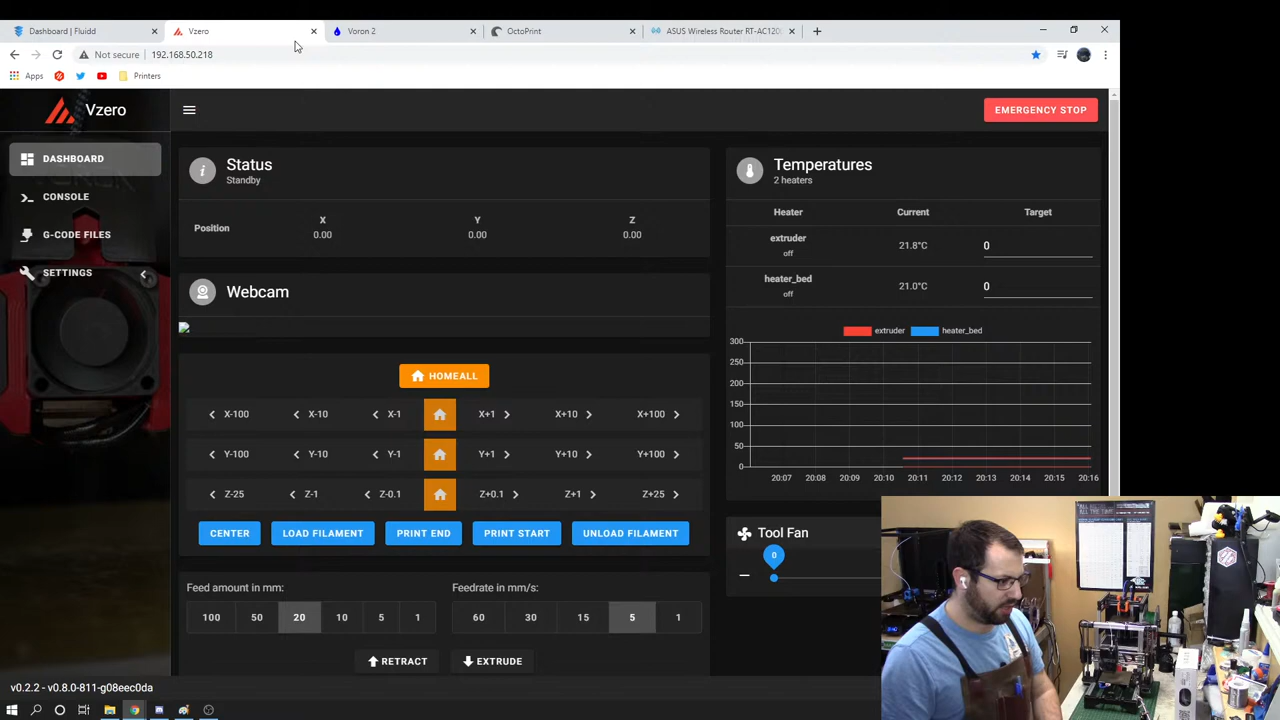 Dashboard | Fluidd
Vzero
Voron 2
OctoPrint
ASUS Wireless Router RT-AC120
Not secure 192.168.50.218
Apps
Printers
Vzero
EMERGENCY STOP
DASHBOARD
CONSOLE
G-CODE FILES
SETTINGS
Status
Standby
Position
X
Y
Z
0.00
0.00
0.00
Webcam
HOMEALL
X-100 X-10 X-1 X+1 X+10 X+100
Y-100 Y-10 Y-1 Y+1 Y+10 Y+100
Z-25 Z-1 Z-0.1 Z+0.1 Z+1 Z+25
CENTER LOAD FILAMENT PRINT END PRINT START UNLOAD FILAMENT
Feed amount in mm:
100 50 20 10 5 1
Feedrate in mm/s:
60 30 15 5 1
RETRACT EXTRUDE
Temperatures
2 heaters
Heater Current Target
extruder
off
21.8°C
0
heater_bed
off
21.0°C
0
extruder heater_bed
300
250
200
150
100
50
0
20:07 20:08 20:09 20:10 20:11 20:12 20:13 20:14 20:15 20:16
Tool Fan
0
v0.2.2 - v0.8.0-811-g08eec0da